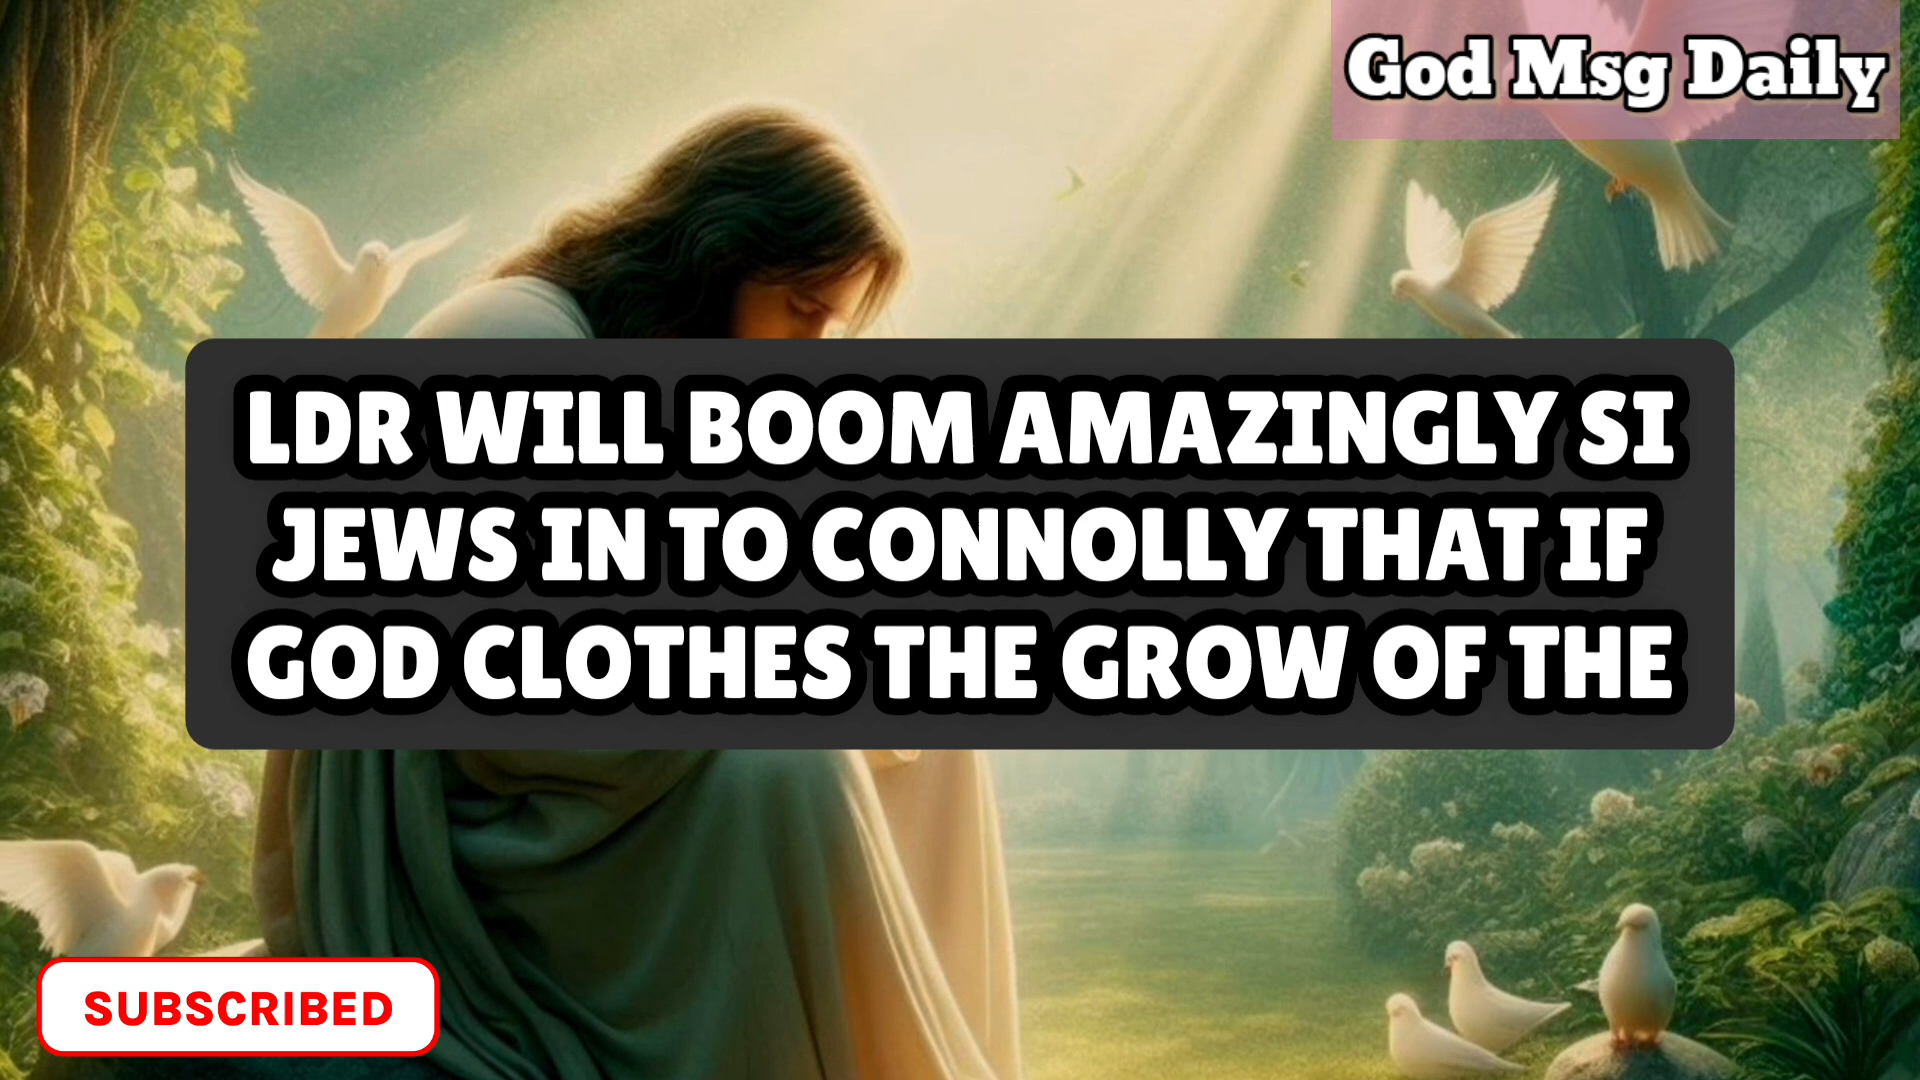 God Msg Daily
LDR WILL BOOM AMAZINGLY SI
JEWS IN TO CONNOLLY THAT IF
GOD CLOTHES THE GROW OF THE
SUBSCRIBED